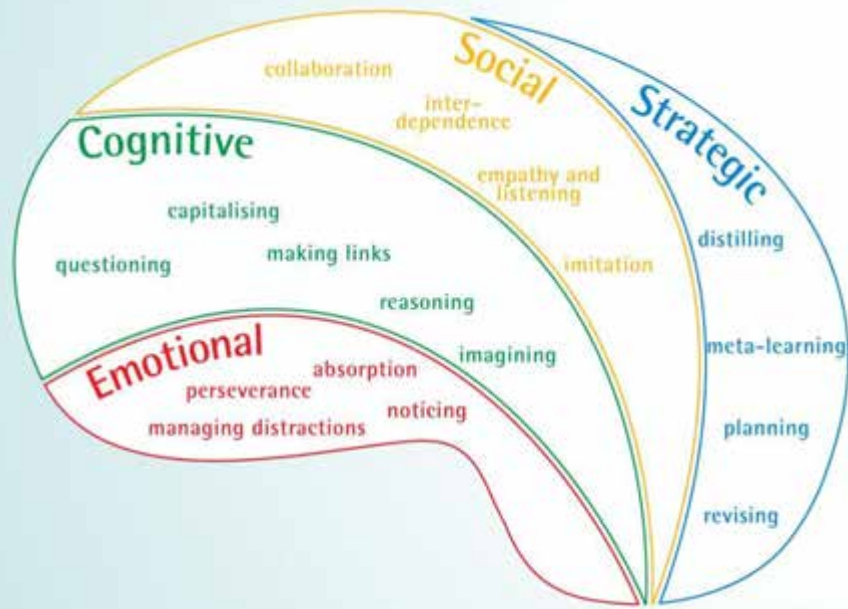 Social
collaboration
inter-
dependence
empathy and
listening
imitation
Strategic
distilling
meta-learning
planning
revising
Cognitive
capitalising
questioning
making links
reasoning
imagining
Emotional
absorption
perseverance
noticing
managing distractions